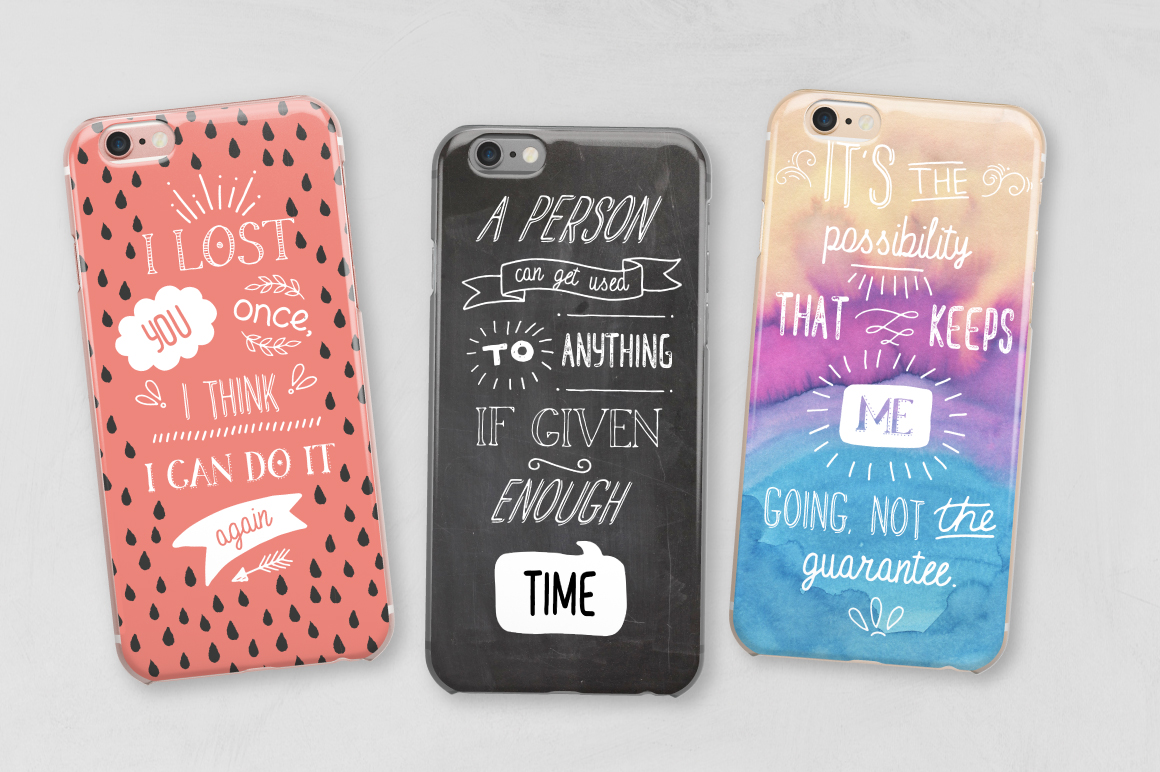 I LOST
YOU once,
I THINK
I CAN DO IT
again
A PERSON
can get used
TO ANYTHING
IF GIVEN
ENOUGH
TIME
IT'S THE
possibility
THAT KEEPS
ME
GOING, NOT the
guarantee.